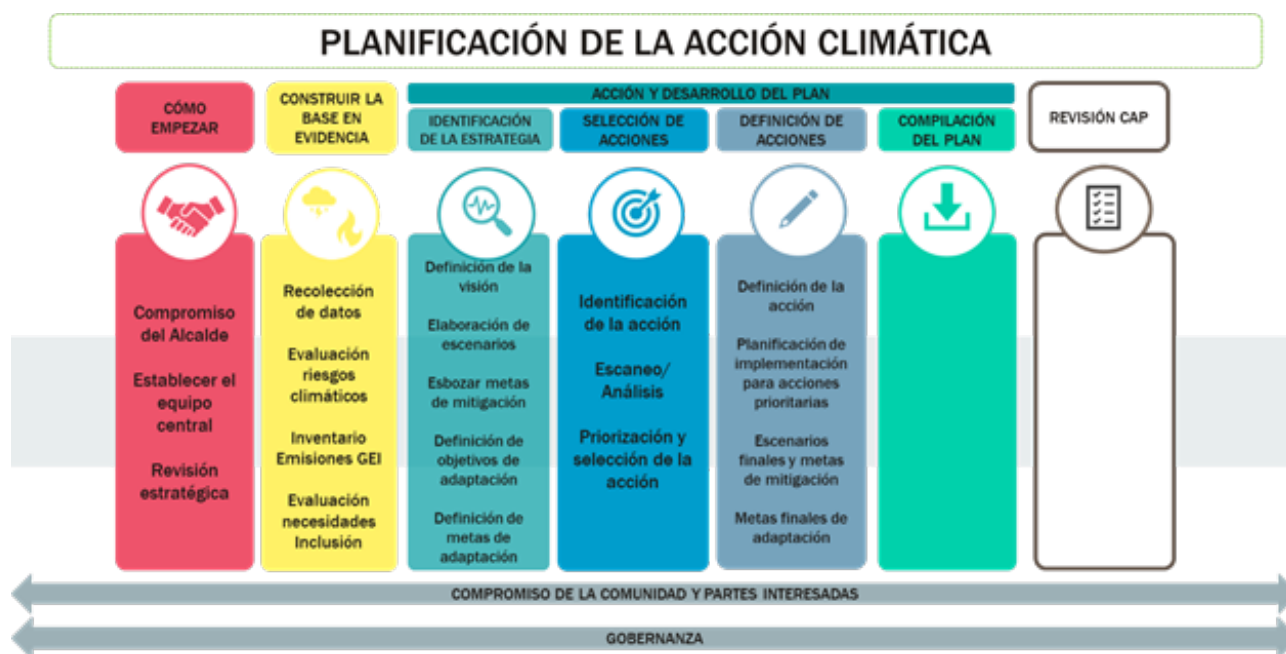 PLANIFICACIÓN DE LA ACCIÓN CLIMÁTICA
CÓMO
EMPEZAR
CONSTRUIR LA
BASE EN
EVIDENCIA
ACCIÓN Y DESARROLLO DEL PLAN
IDENTIFICACIÓN
DE LA ESTRATEGIA
SELECCIÓN DE
ACCIONES
DEFINICIÓN DE
ACCIONES
COMPILACIÓN
DEL PLAN
REVISIÓN CAP
Compromiso
del Alcalde
Establecer el
equipo
central
Revisión
estratégica
Recolección
de datos
Evaluación
riesgos
climáticos
Inventario
Emisiones GEI
Evaluación
necesidades
Inclusión
Definición de la
visión
Elaboración de
escenarios
Esbozar metas
de mitigación
Definición de
objetivos de
adaptación
Definición de
metas de
adaptación
Identificación
de la acción
Escaneo/
Análisis
Priorización y
selección de la
acción
Definición de la
acción
Planificación de
implementación
para acciones
prioritarias
Escenarios
finales y metas
de mitigación
Metas finales de
adaptación
COMPROMISO DE LA COMUNIDAD Y PARTES INTERESADAS
GOBERNANZA